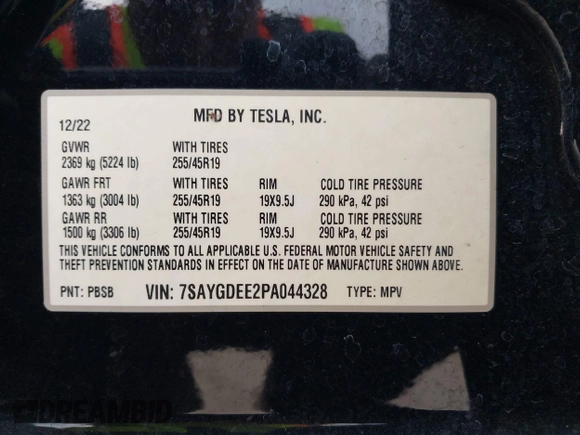 MFD BY TESLA, INC.
12/22
GVWR WITH TIRES
2369 kg (5224 lb) 255/45R19
GAWR FRT WITH TIRES RIM COLD TIRE PRESSURE
1363 kg (3004 lb) 255/45R19 19X9.5J 290 kPa, 42 psi
GAWR RR WITH TIRES RIM COLD TIRE PRESSURE
1500 kg (3306 lb) 255/45R19 19X9.5J 290 kPa, 42 psi
THIS VEHICLE CONFORMS TO ALL APPLICABLE U.S. FEDERAL MOTOR VEHICLE SAFETY AND
THEFT PREVENTION STANDARDS IN EFFECT ON THE DATE OF MANUFACTURE SHOWN ABOVE.
PNT: PBSB VIN: 7SAYGDEE2PA044328 TYPE: MPV
DREAMBID